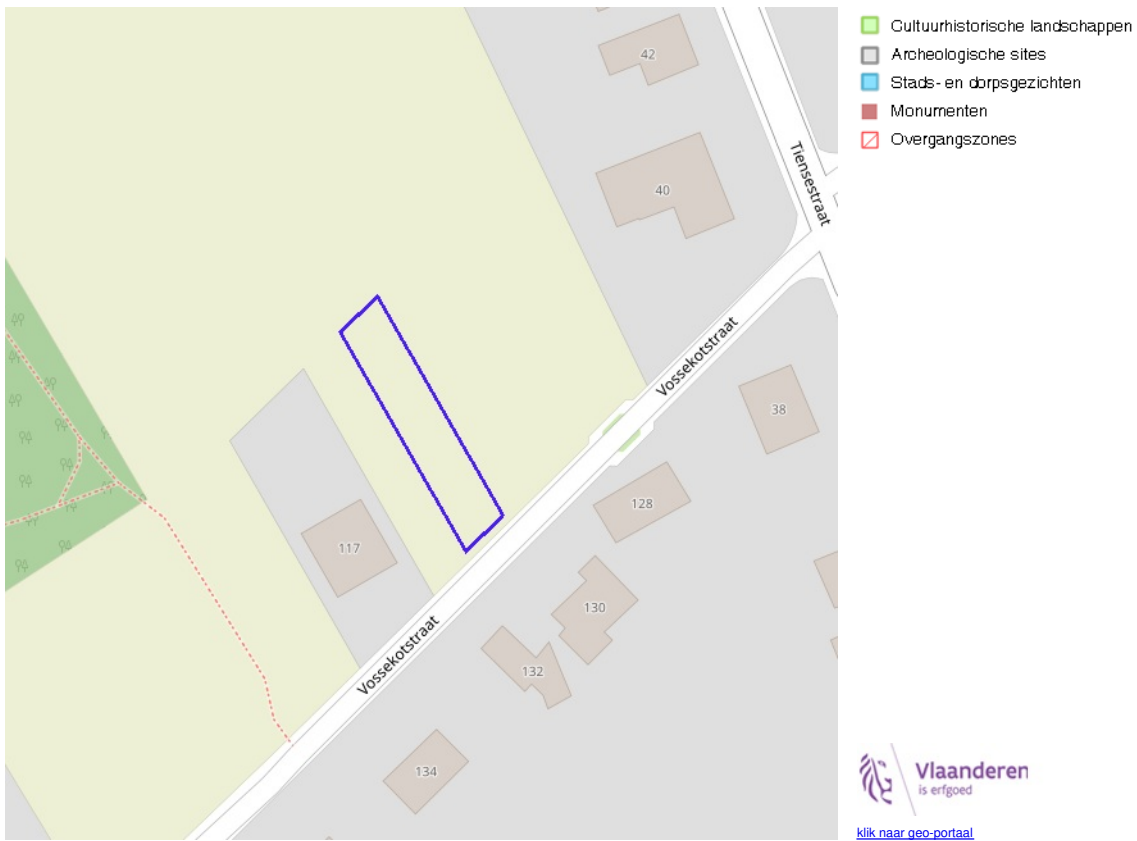 42
40
Tiensestraat
Vossekotstraat
38
128
117
130
132
Vossekotstraat
134
Cultuurhistorische landschappen
Archeologische sites
Stads- en dorpsgezichten
Monumenten
Overgangszones
Vlaanderen
is erfgoed
klik naar geo-portaal